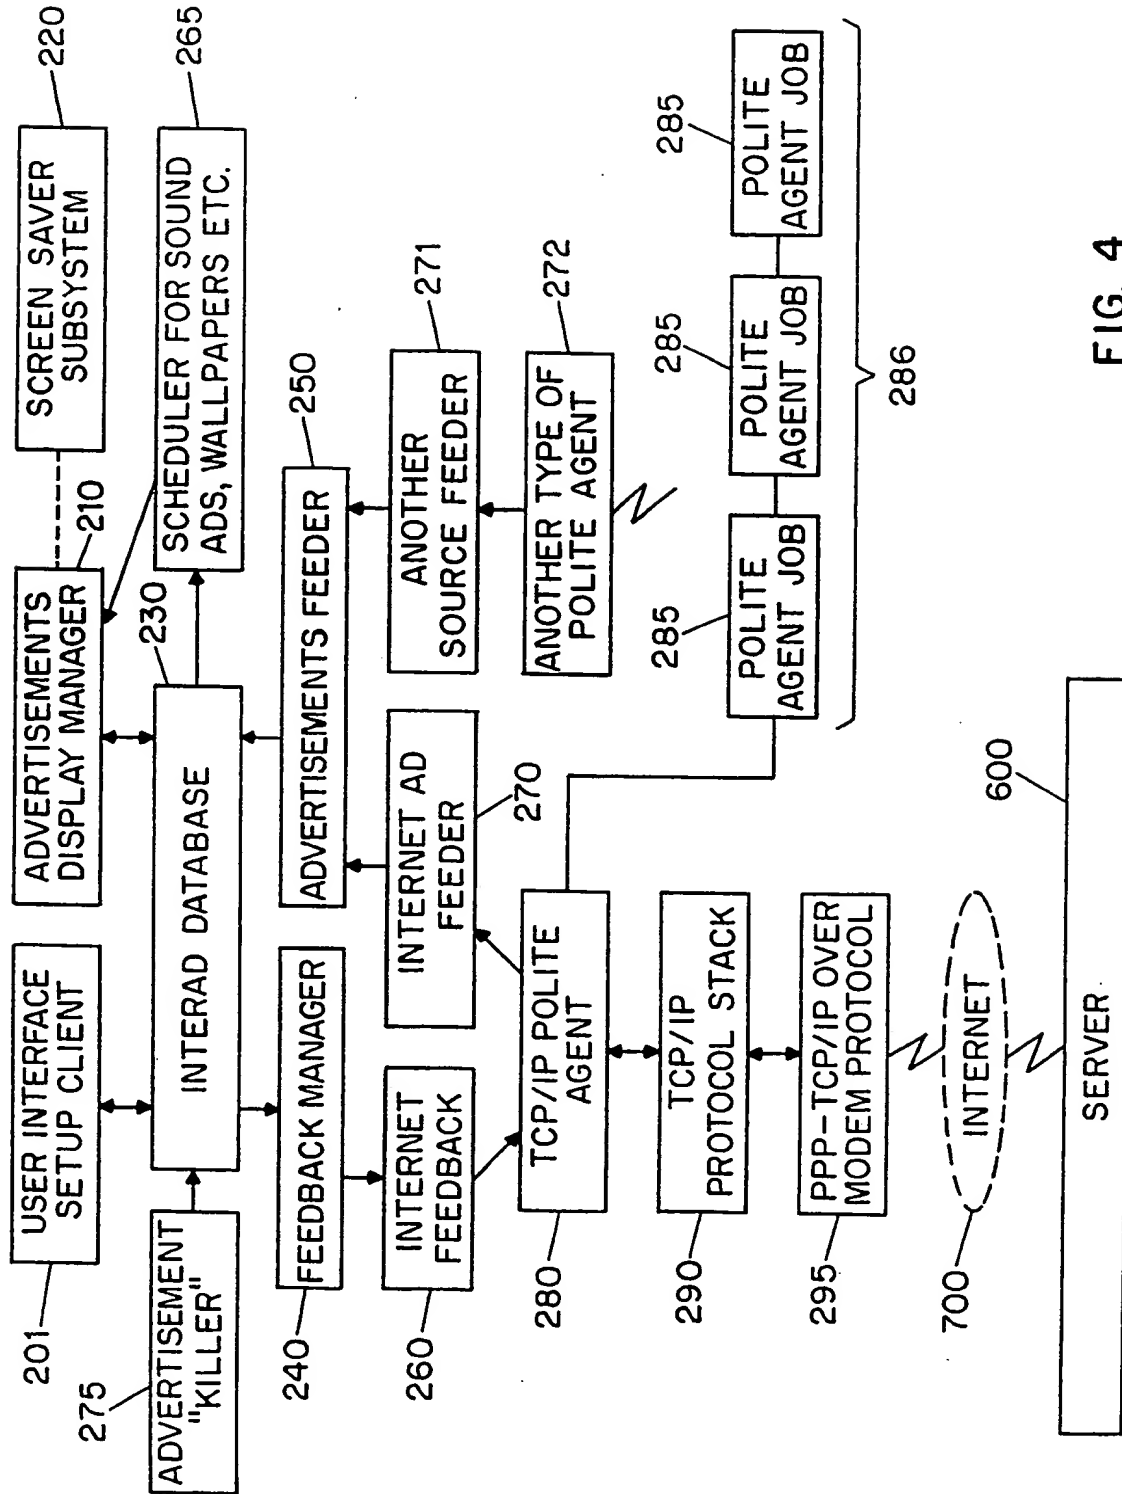 220
265
SCREEN SAVER
SUBSYSTEM
SCHEDULER FOR SOUND
ADS, WALLPAPERS ETC.
210
ADVERTISEMENTS
DISPLAY MANAGER
230
USER INTERFACE
SETUP CLIENT
201
INTERAD DATABASE
ADVERTISEMENT
"KILLER"
275
250
ADVERTISEMENTS FEEDER
FEEDBACK MANAGER
240
271
ANOTHER
SOURCE FEEDER
INTERNET AD
FEEDER
270
INTERNET
FEEDBACK
260
272
ANOTHER TYPE OF
POLITE AGENT
TCP/IP POLITE
AGENT
280
285
POLITE
AGENT JOB
285
POLITE
AGENT JOB
285
POLITE
AGENT JOB
286
TCP/IP
PROTOCOL STACK
290
PPP-TCP/IP OVER
MODEM PROTOCOL
295
INTERNET
700
600
SERVER
FIG. 4